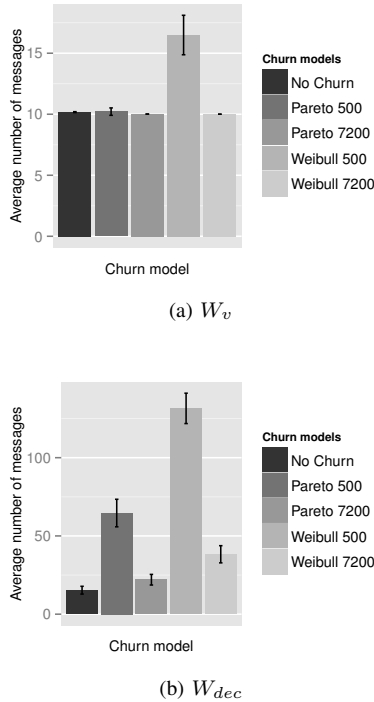 Average number of messages
15
10
5
0
Churn model
Churn models
No Churn
Pareto 500
Pareto 7200
Weibull 500
Weibull 7200
(a) W_v
Average number of messages
100
50
0
Churn model
Churn models
No Churn
Pareto 500
Pareto 7200
Weibull 500
Weibull 7200
(b) W_{dec}